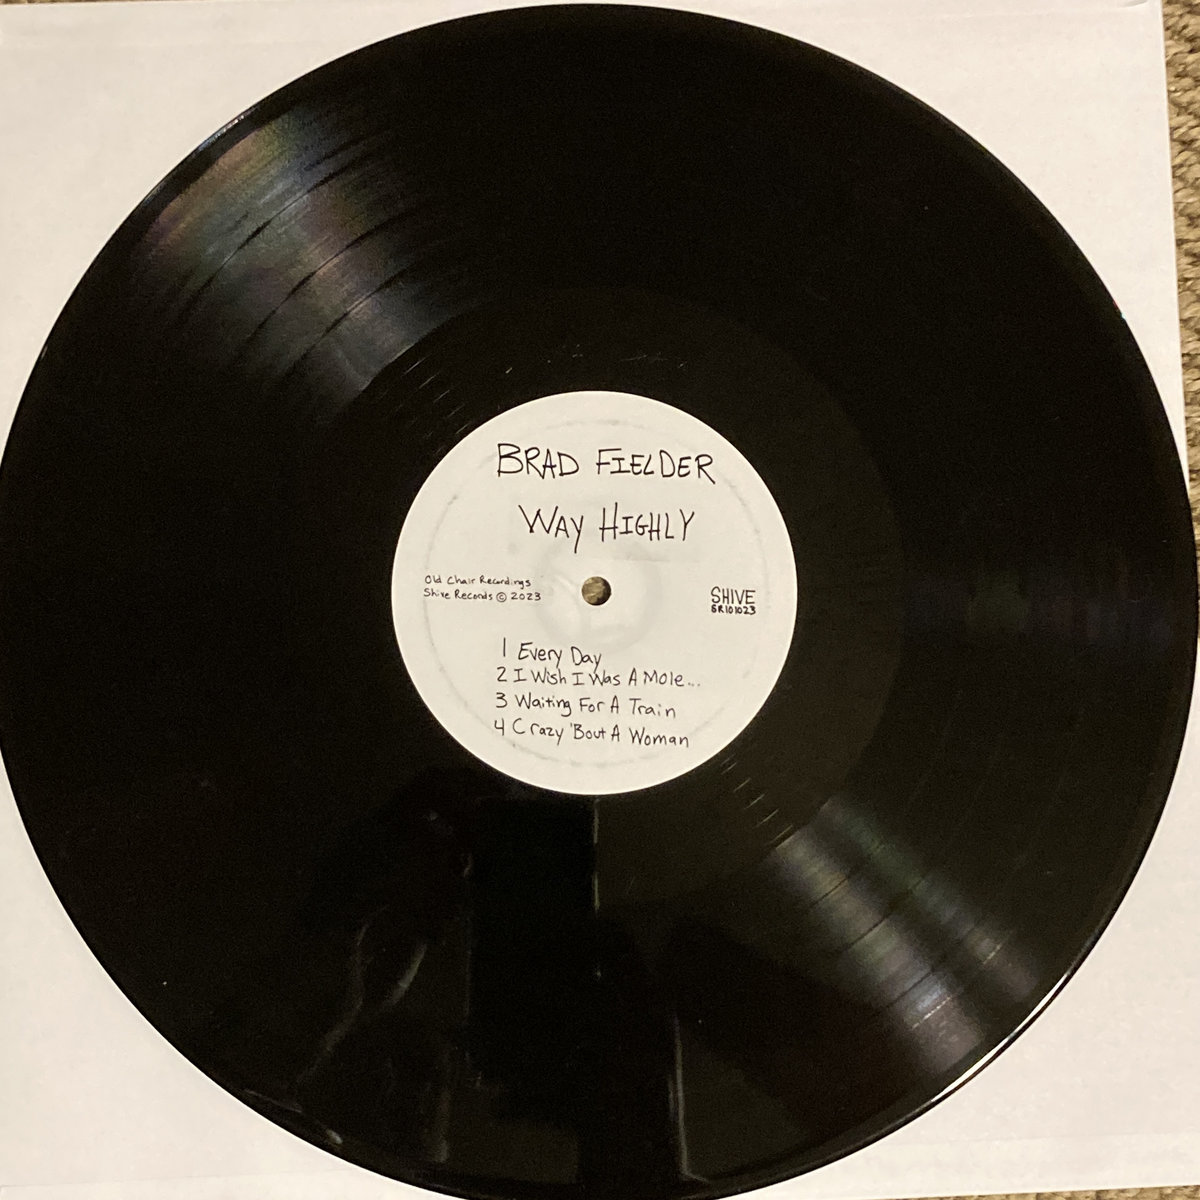 BRAD FIELDER
WAY HIGHLY
Old Chair Recordings
Shive Records © 2023
SHIVE
SR101023
1 Every Day
2 I Wish I Was A Mole...
3 Waiting For A Train
4 Crazy 'Bout A Woman